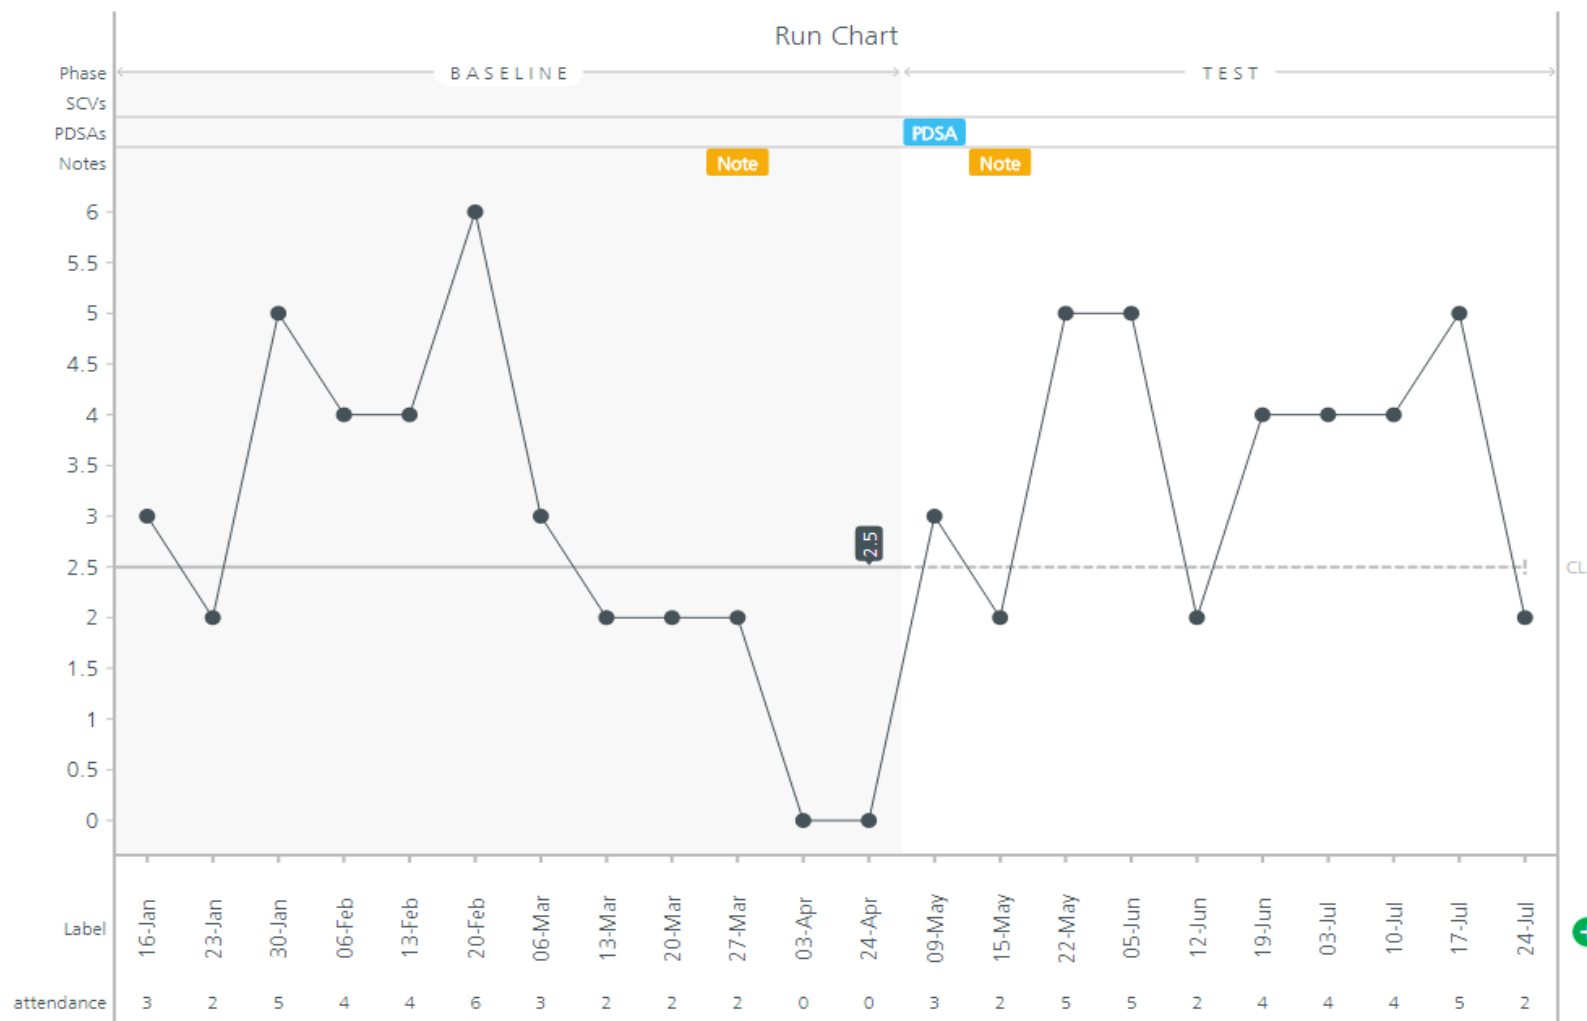 Run Chart
Phase BASELINE TEST
SCVs
PDSAs PDSA
Notes Note Note
6
5.5
5
4.5
4
3.5
3
2.5 2.5 CL
2
1.5
1
0.5
0
Label 16-Jan 23-Jan 30-Jan 06-Feb 13-Feb 20-Feb 06-Mar 13-Mar 20-Mar 27-Mar 03-Apr 24-Apr 09-May 15-May 22-May 05-Jun 12-Jun 19-Jun 03-Jul 10-Jul 17-Jul 24-Jul
attendance 3 2 5 4 4 6 3 2 2 2 0 0 3 2 5 5 2 4 4 4 5 2